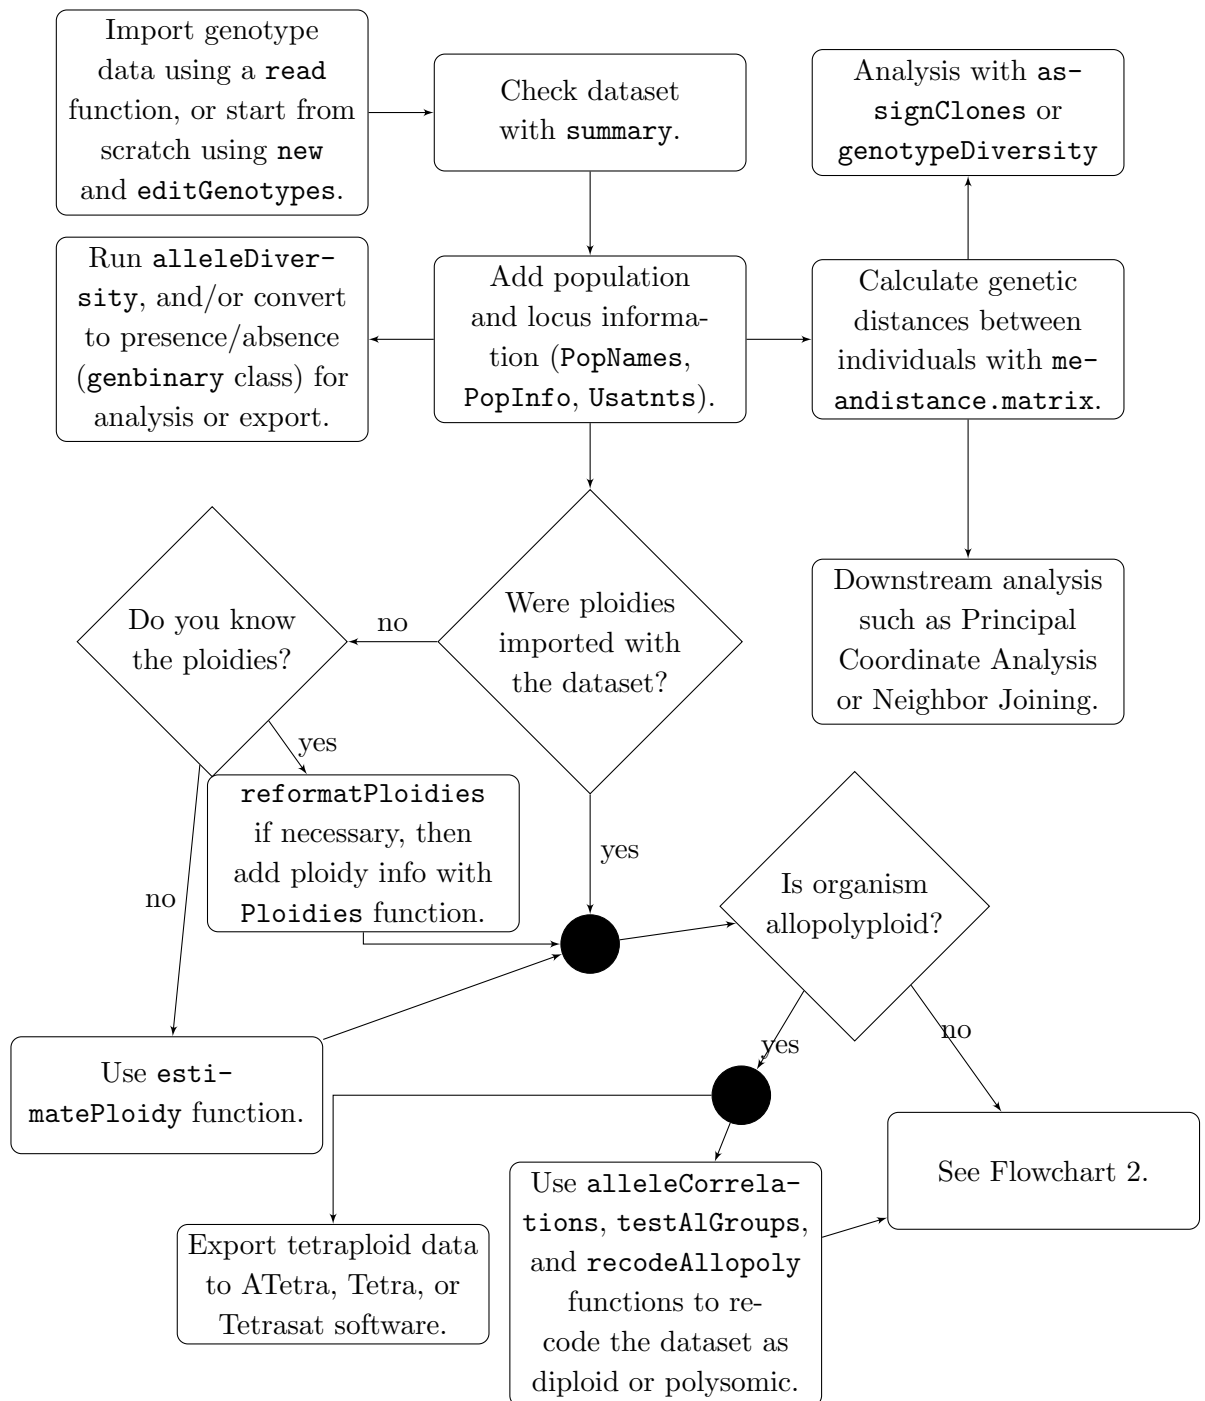 Import genotype
data using a read
function, or start from
scratch using new
and editGenotypes.
Check dataset
with summary.
Analysis with as-
signClones or
genotypeDiversity
Run alleleDiver-
sity, and/or convert
to presence/absence
(genbinary class) for
analysis or export.
Add population
and locus informa-
tion (PopNames,
PopInfo, Usatnts).
Calculate genetic
distances between
individuals with me-
andistance.matrix.
Do you know
the ploidies?
no
Were ploidies
imported with
the dataset?
Downstream analysis
such as Principal
Coordinate Analysis
or Neighbor Joining.
yes
reformatPloidies
if necessary, then
add ploidy info with
Ploidies function.
yes
no
Is organism
allopolyploid?
yes
no
Use esti-
matePloidy function.
See Flowchart 2.
Use alleleCorrela-
tions, testAlGroups,
and recodeAllopoly
functions to re-
code the dataset as
diploid or polysomic.
Export tetraploid data
to ATetra, Tetra, or
Tetrasat software.